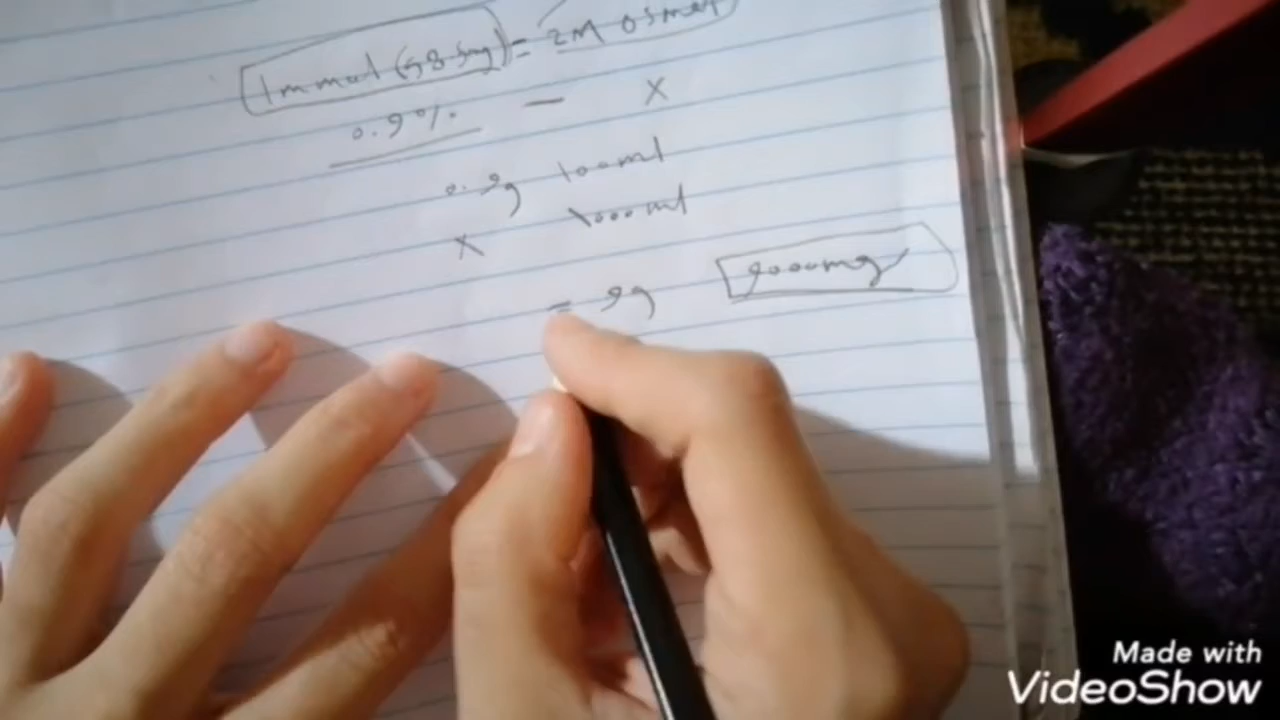 1mmol (58.5mg) = 2m osmol
0.9% — X
0.9g 100ml
X 1000ml
= 9g 9000mg
Made with
VideoShow